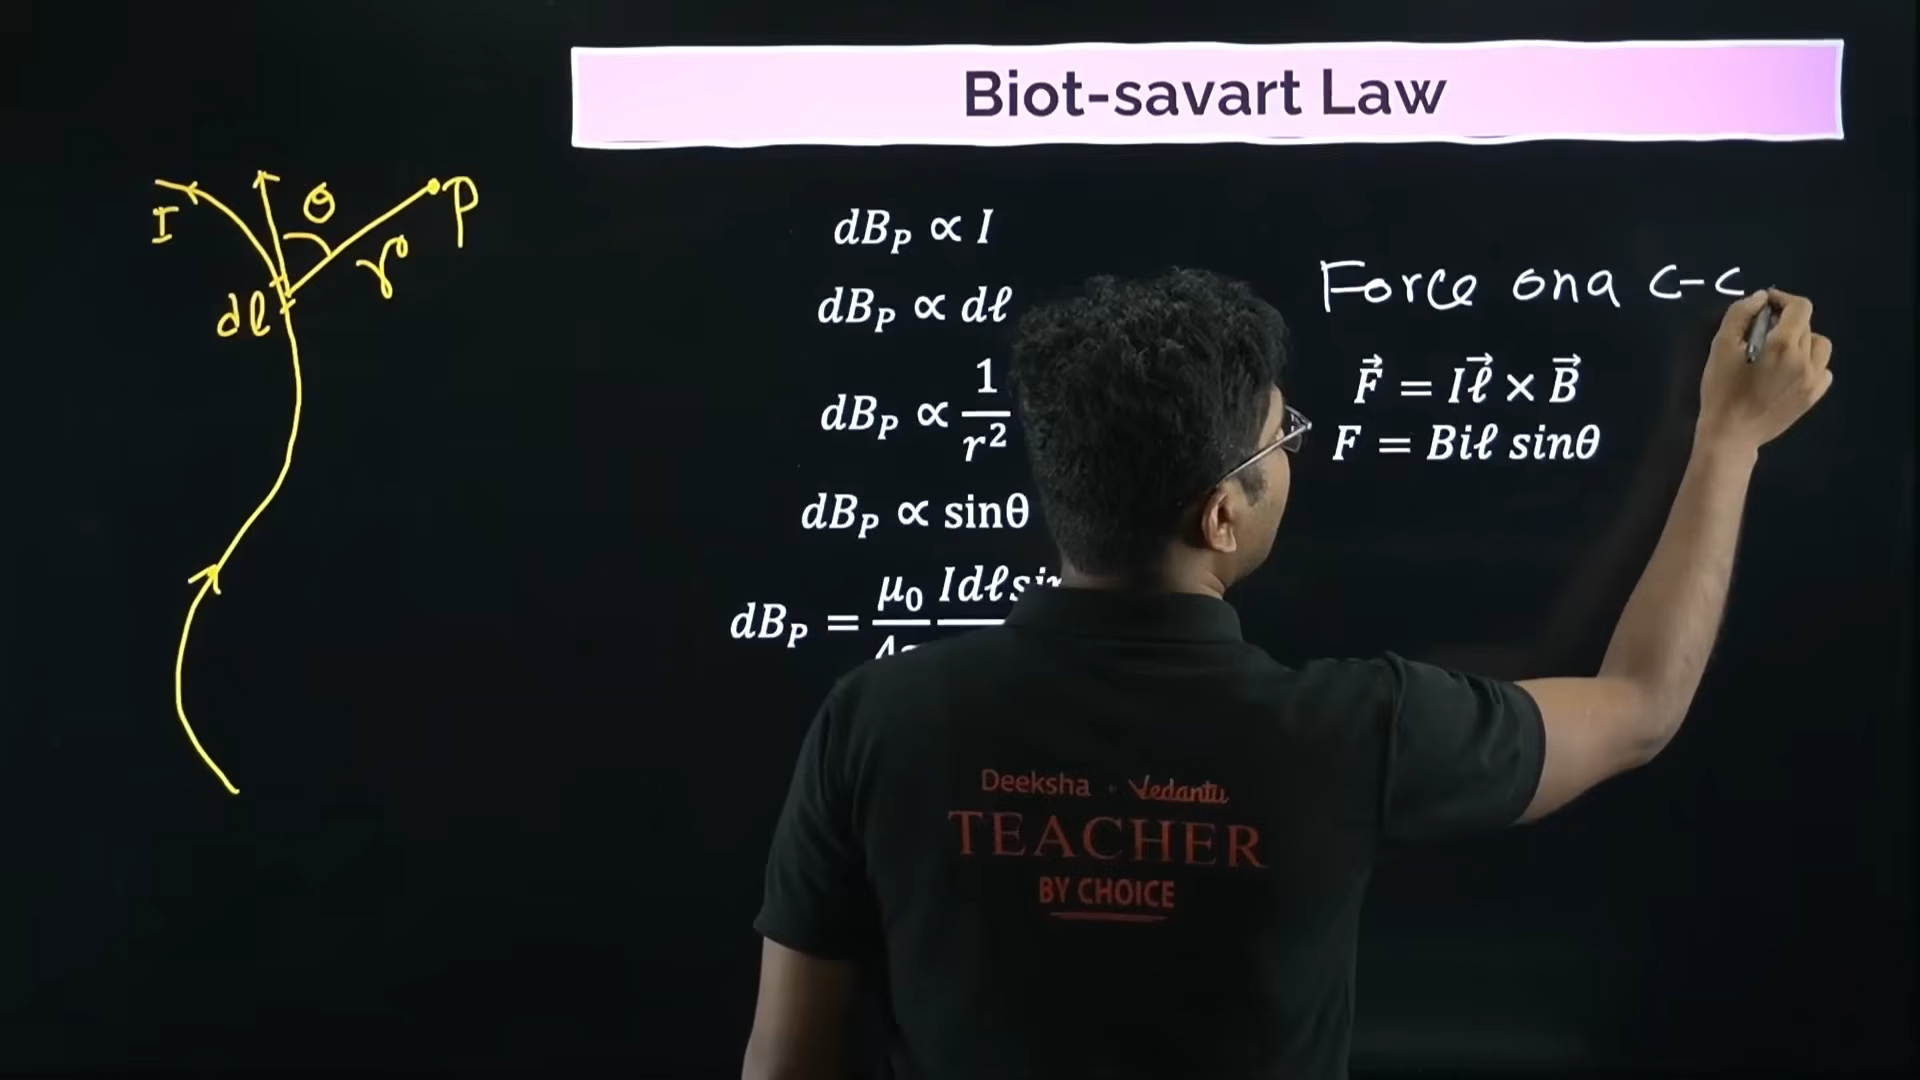 Biot-savart Law
I
θ
P
r
dℓ
dB_P ∝ I
dB_P ∝ dℓ
dB_P ∝ 1/r²
dB_P ∝ sinθ
dB_P = μ₀ Idℓ
Force on a C-C
F⃗ = Iℓ⃗ × B⃗
F = Biℓ sinθ
Deeksha · Vedantu
TEACHER
BY CHOICE